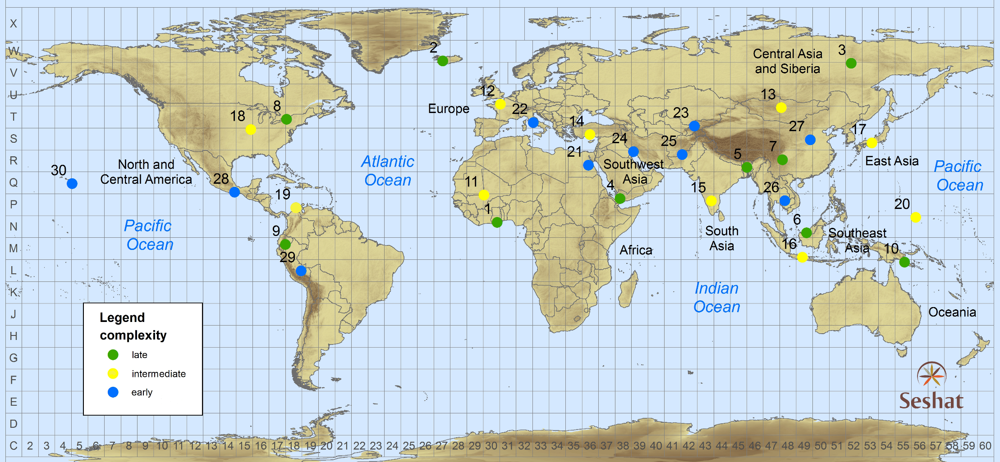 X
W
V
U
T
S
R
Q
P
N
M
L
K
J
H
G
F
E
D
C 2 3 4 5 6 7 8 9 10 11 12 13 14 15 16 17 18 19 20 21 22 23 24 25 26 27 28 29 30 31 32 33 34 35 36 37 38 39 40 41 42 43 44 45 46 47 48 49 50 51 52 53 54 55 56 57 58 59 60
2
Central Asia
and Siberia
3
12
13
8
18
Europe
22
14
23
27
17
24
25
21
5
7
North and
Central America
30
28
19
Atlantic
Ocean
11
1
Southwest
Asia
4
15
26
East Asia
Pacific
Ocean
20
Pacific
Ocean
9
29
Africa
South
Asia
6
Southeast
Asia
16
10
Indian
Ocean
Oceania
Legend
complexity
late
intermediate
early
Seshat